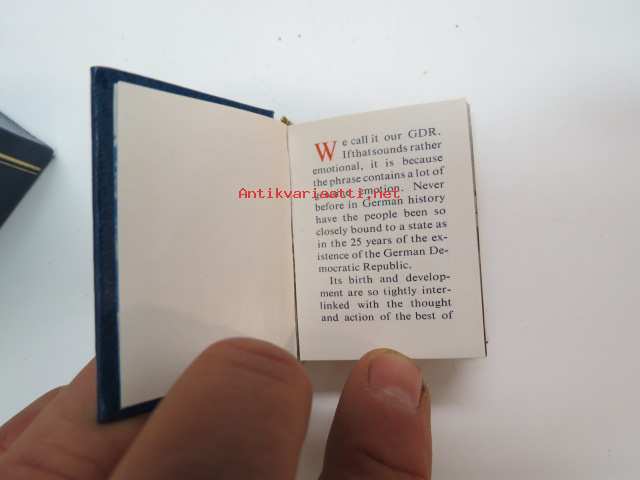 We call it our GDR.
If that sounds rather
emotional, it is because
the phrase contains a lot of
emotion. Never
Antikvariaatti.net
before in German history
have the people been so
closely bound to a state as
in the 25 years of the ex-
istence of the German De-
mocratic Republic.
Its birth and develop-
ment are so tightly inter-
linked with the thought
and action of the best of